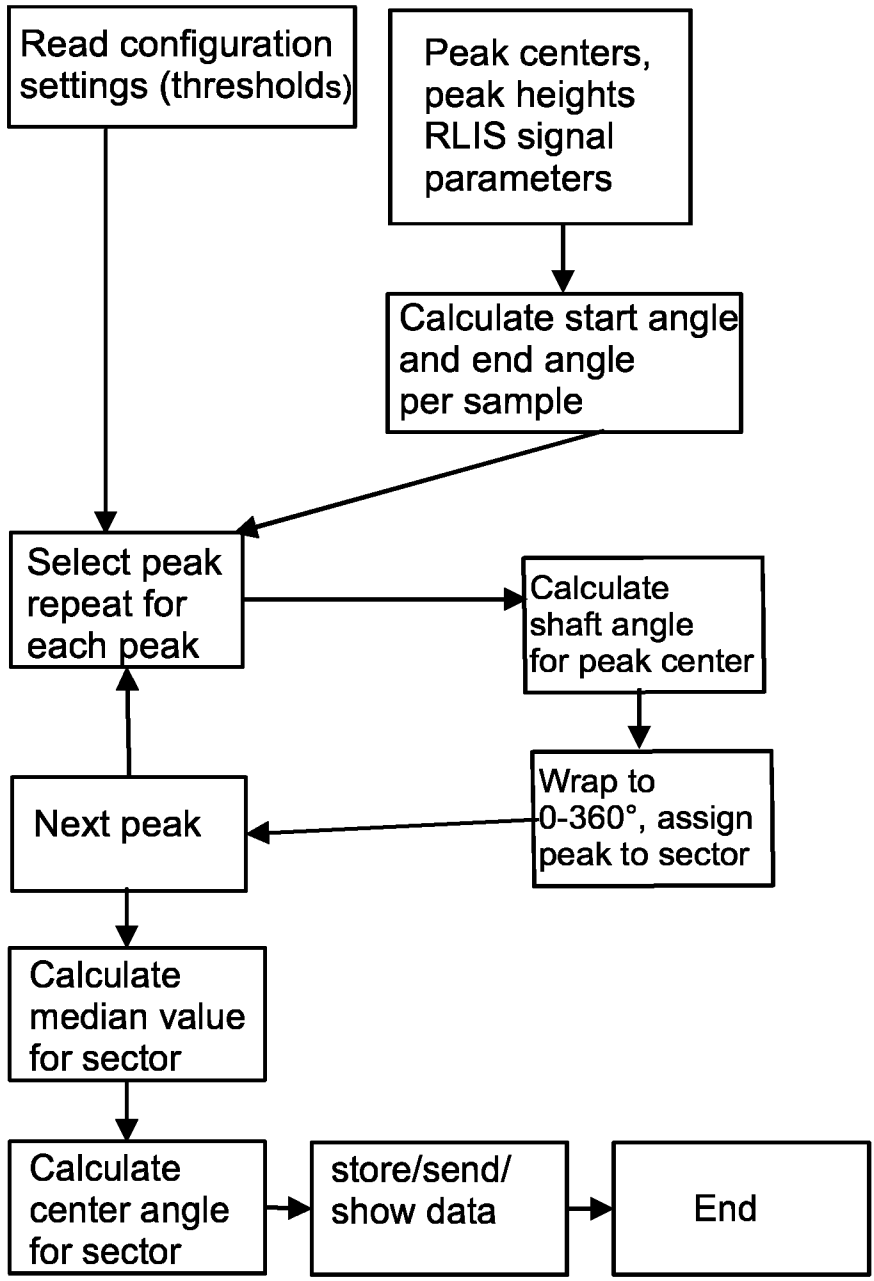 Read configuration
settings (thresholds)
Peak centers,
peak heights
RLIS signal
parameters
Calculate start angle
and end angle
per sample
Select peak
repeat for
each peak
Calculate
shaft angle
for peak center
Wrap to
0-360°, assign
peak to sector
Next peak
Calculate
median value
for sector
Calculate
center angle
for sector
store/send/
show data
End